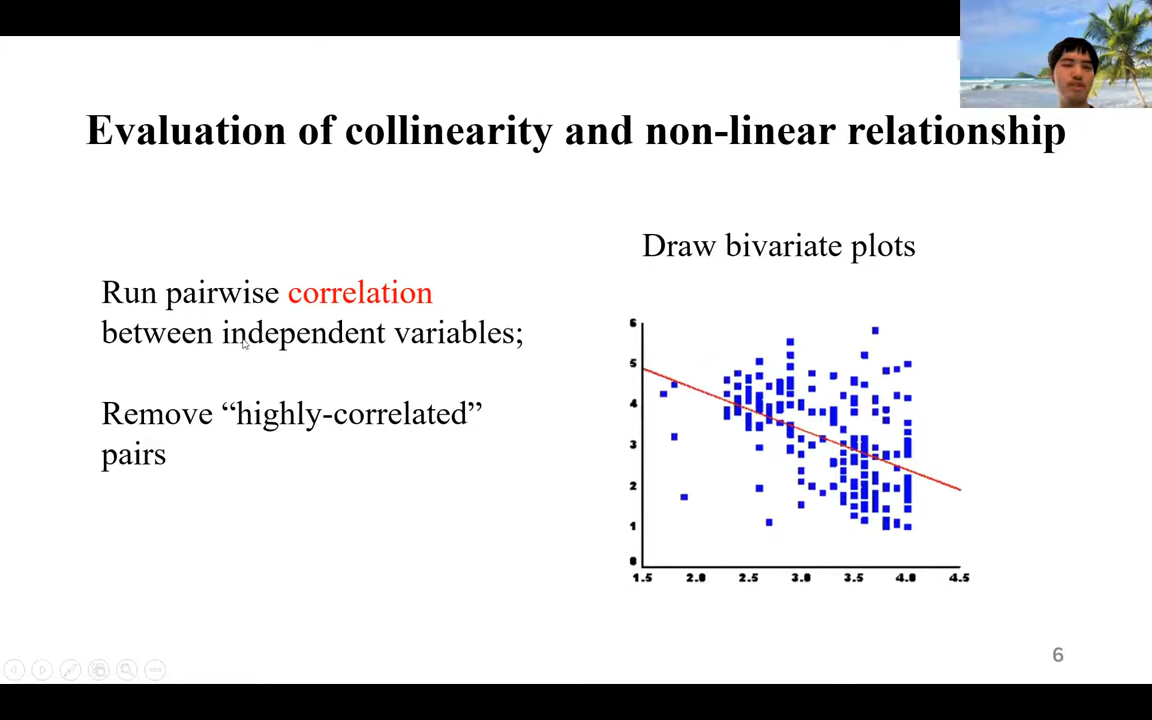 Evaluation of collinearity and non-linear relationship
Run pairwise correlation
between independent variables;
Remove “highly-correlated”
pairs
Draw bivariate plots
6
5
4
3
2
1
0
1.5 2.0 2.5 3.0 3.5 4.0 4.5
6